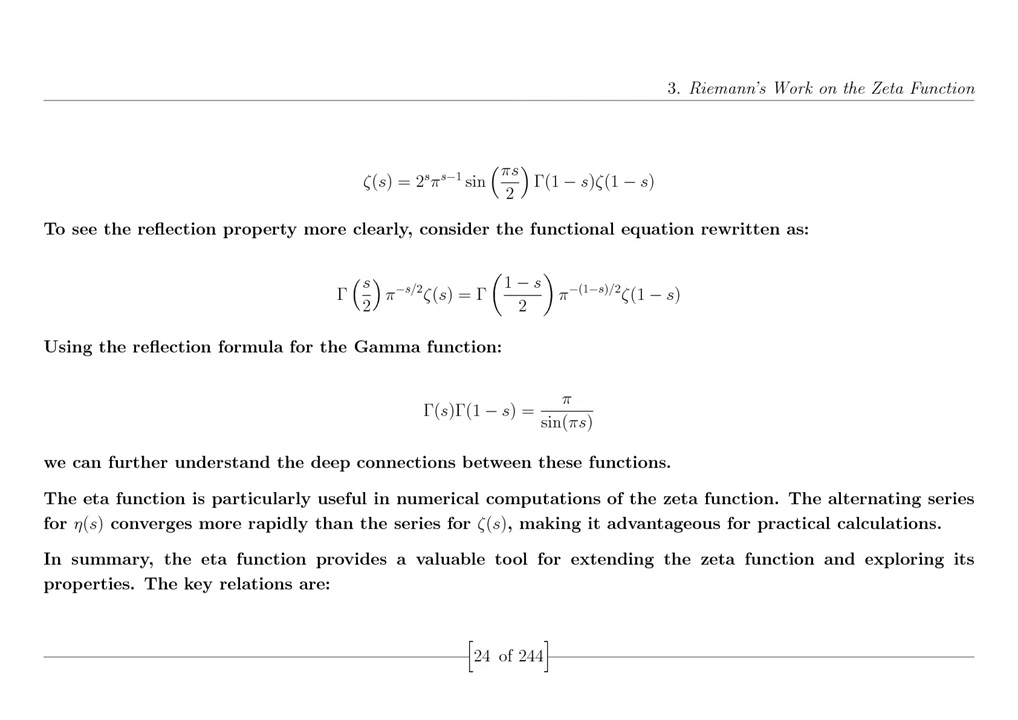 3. Riemann's Work on the Zeta Function
ζ(s) = 2^s π^{s−1} sin(πs/2) Γ(1 − s)ζ(1 − s)
To see the reflection property more clearly, consider the functional equation rewritten as:
Γ(s/2) π^{−s/2} ζ(s) = Γ((1 − s)/2) π^{−(1−s)/2} ζ(1 − s)
Using the reflection formula for the Gamma function:
Γ(s)Γ(1 − s) = π/sin(πs)
we can further understand the deep connections between these functions.
The eta function is particularly useful in numerical computations of the zeta function. The alternating series
for η(s) converges more rapidly than the series for ζ(s), making it advantageous for practical calculations.
In summary, the eta function provides a valuable tool for extending the zeta function and exploring its
properties. The key relations are:
[24 of 244]